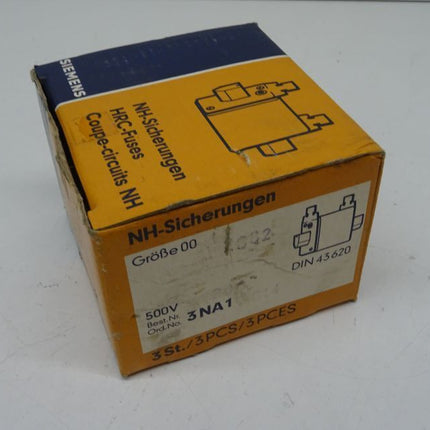 SIEMENS
NH-Sicherungen
HRC-Fuses
Coupe-circuits NH
NH-Sicherungen
Größe 00
DIN 43620
500V
Best.Nr.
Ord-No. 3NA1
3 St./3 PCS/3 PCES